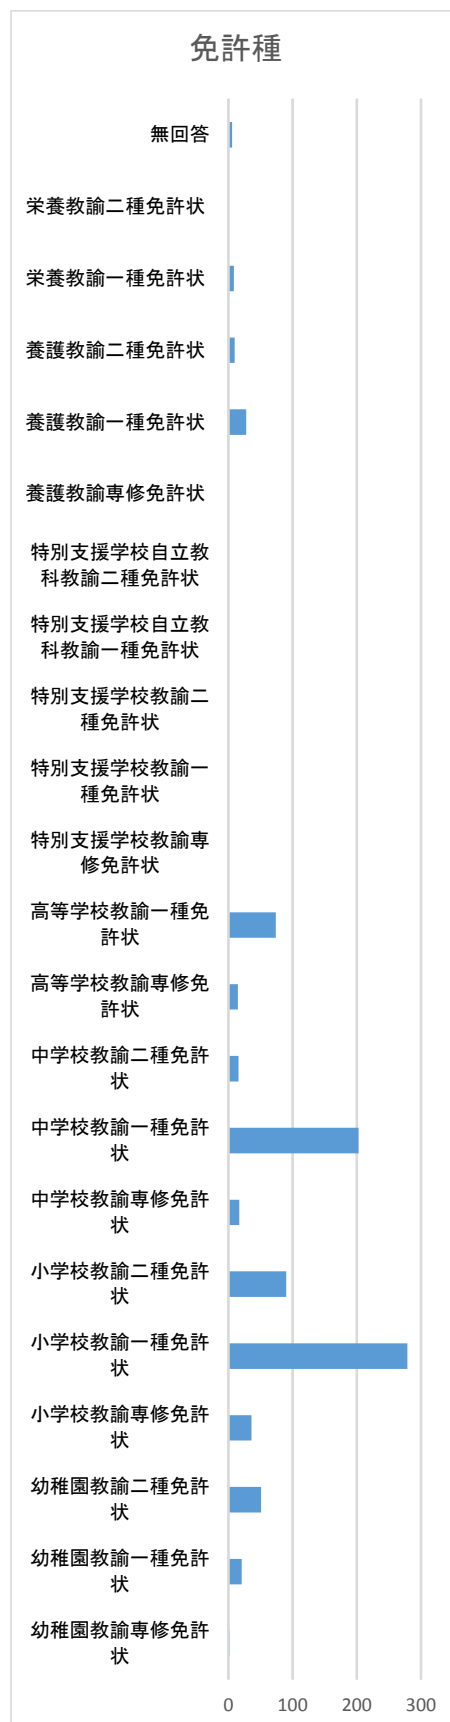 免許種
無回答
栄養教諭二種免許状
栄養教諭一種免許状
養護教諭二種免許状
養護教諭一種免許状
養護教諭専修免許状
特別支援学校自立教
科教諭二種免許状
特別支援学校自立教
科教諭一種免許状
特別支援学校教諭二
種免許状
特別支援学校教諭一
種免許状
特別支援学校教諭専
修免許状
高等学校教諭一種免
許状
高等学校教諭専修免
許状
中学校教諭二種免許
状
中学校教諭一種免許
状
中学校教諭専修免許
状
小学校教諭二種免許
状
小学校教諭一種免許
状
小学校教諭専修免許
状
幼稚園教諭二種免許
状
幼稚園教諭一種免許
状
幼稚園教諭専修免許
状
0 100 200 300